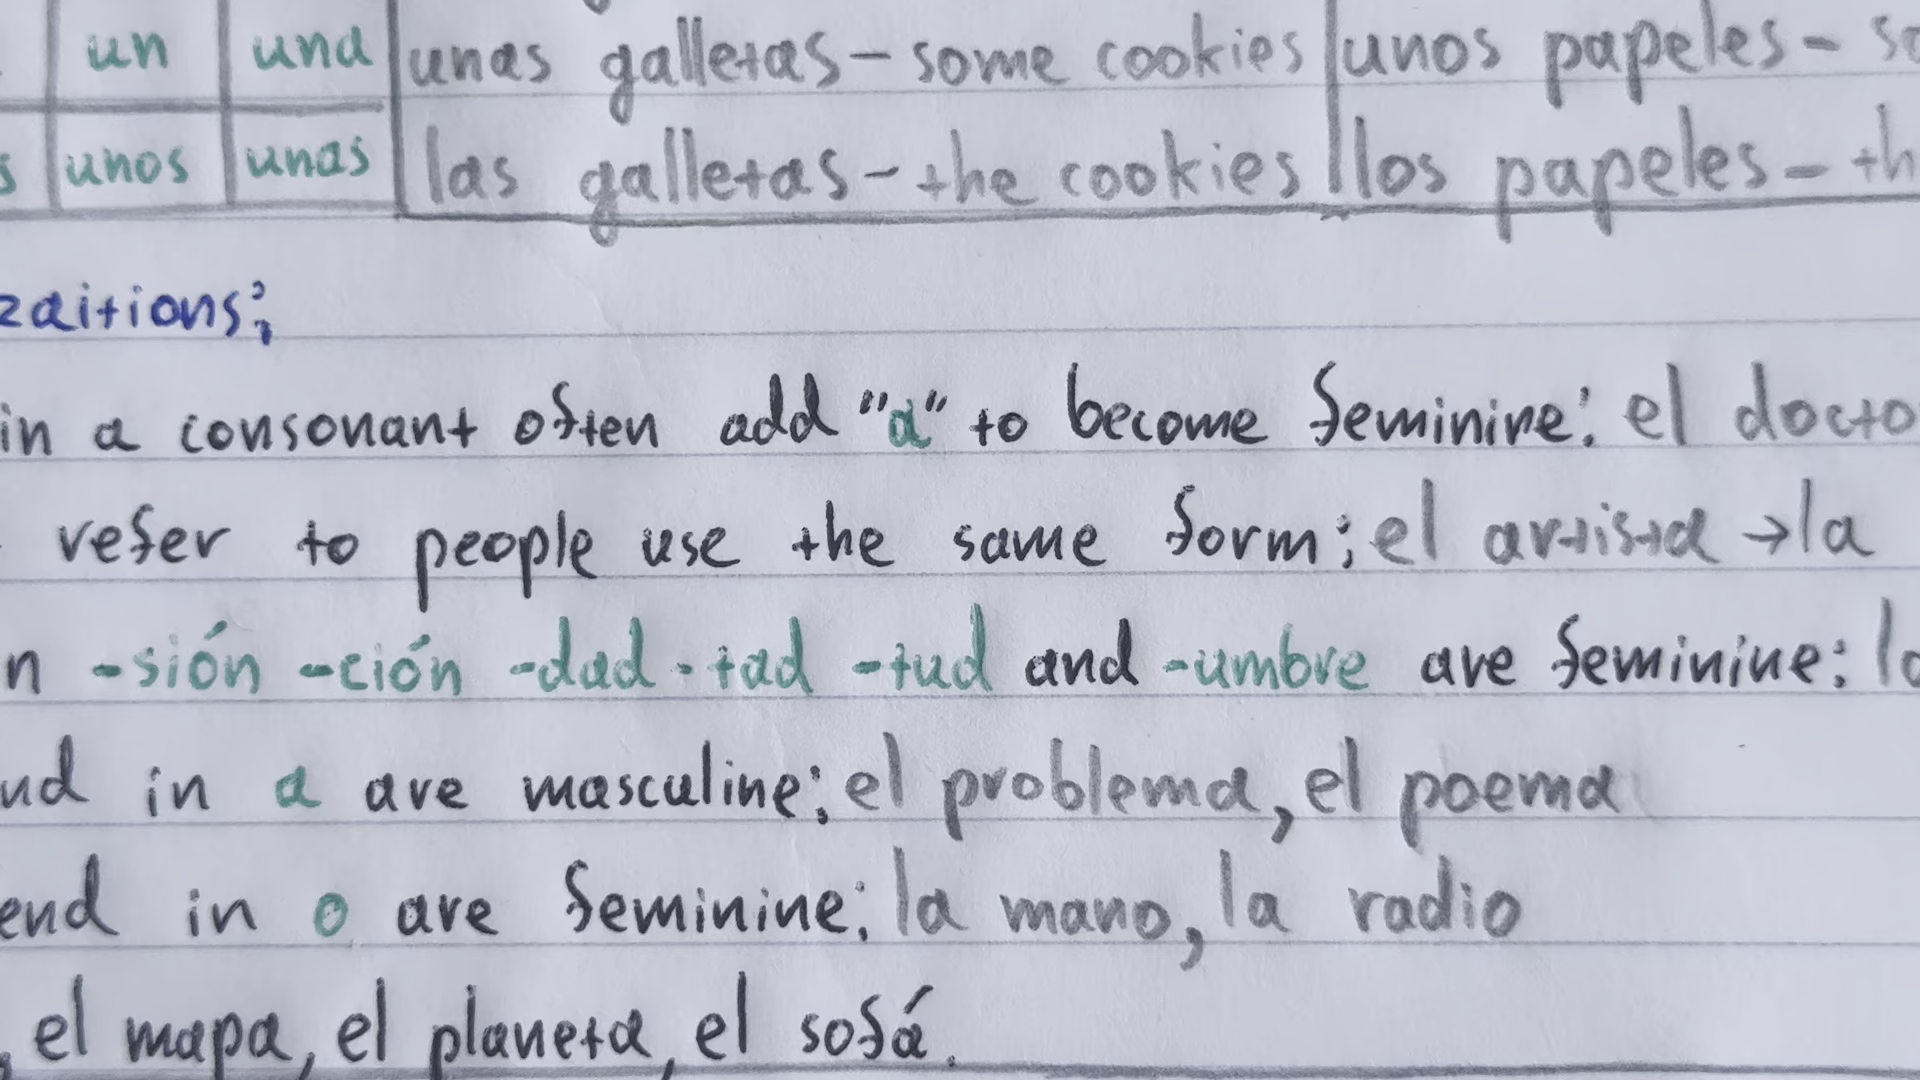 un una unas galletas – some cookies unos papeles –
unos unas las galletas – the cookies los papeles –
in a consonant often add "a" to become feminine: el
refer to people use the same form; el artista → la
-sión -ción -dad -tad -tud and -umbre are feminine:
in a are masculine; el problema, el poema
end in o are feminine; la mano, la radio
, el mapa, el planeta, el sofá.